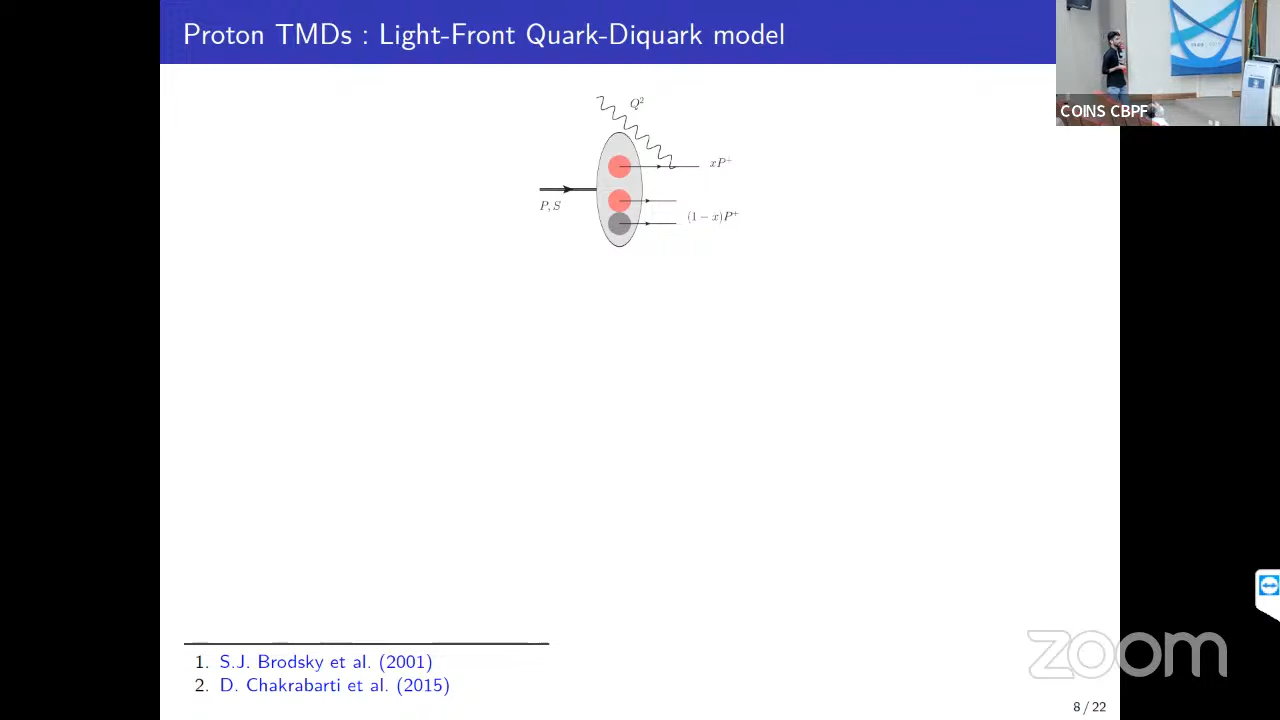 Proton TMDs : Light-Front Quark-Diquark model
Q²
xP⁺
P, S
(1 − x)P⁺
COINS CBPF
1. S.J. Brodsky et al. (2001)
2. D. Chakrabarti et al. (2015)
zoom
8 / 22